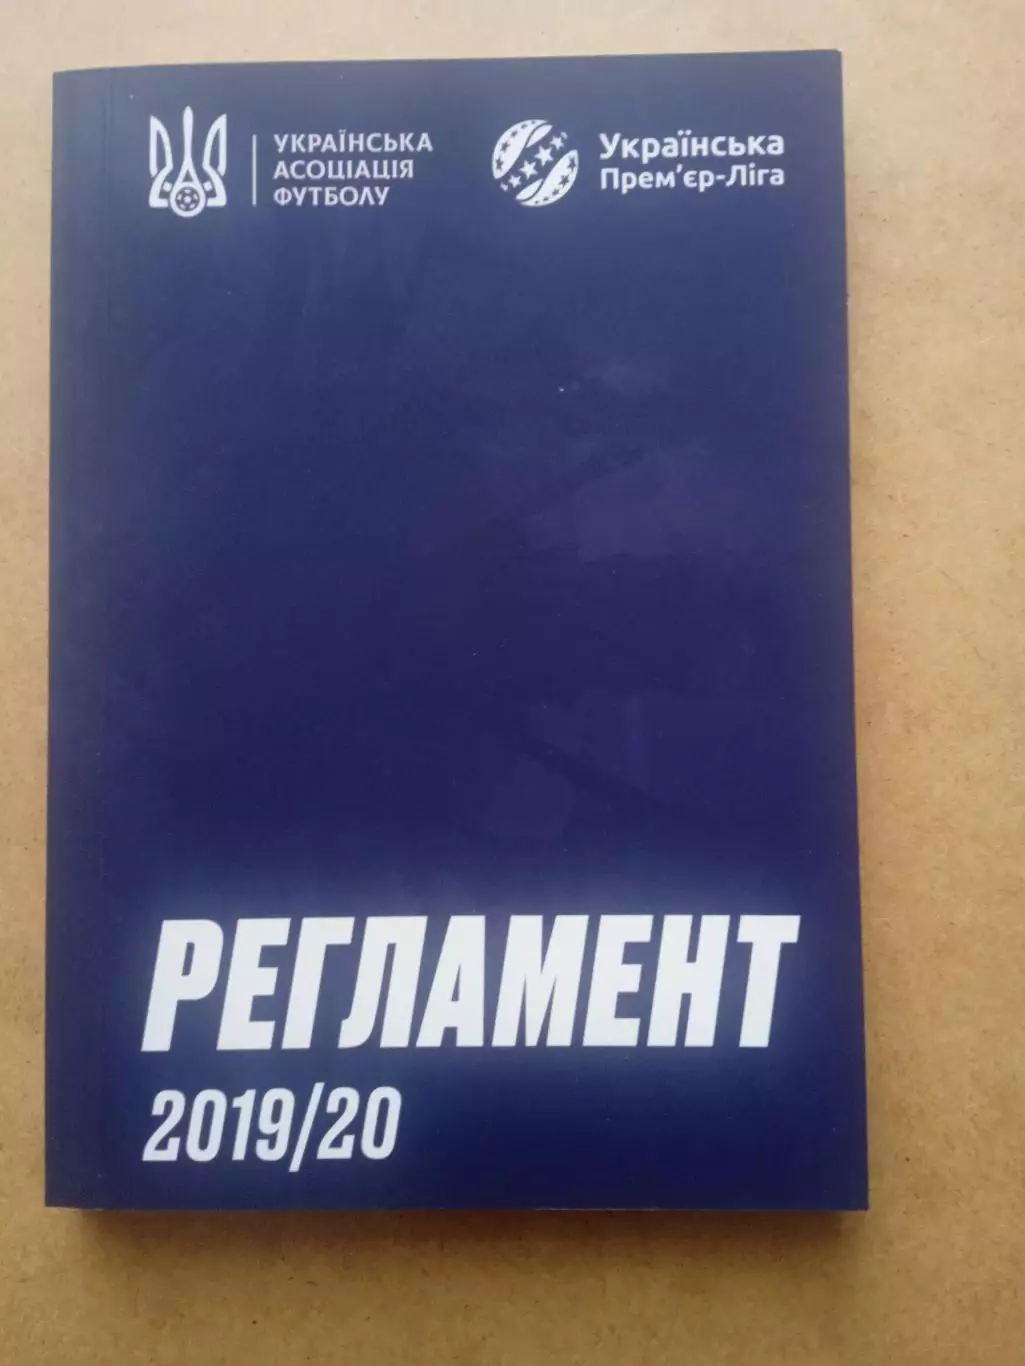 УКРАЇНСЬКА
АСОЦІАЦІЯ
ФУТБОЛУ
Українська
Прем'єр-Ліга
РЕГЛАМЕНТ
2019/20